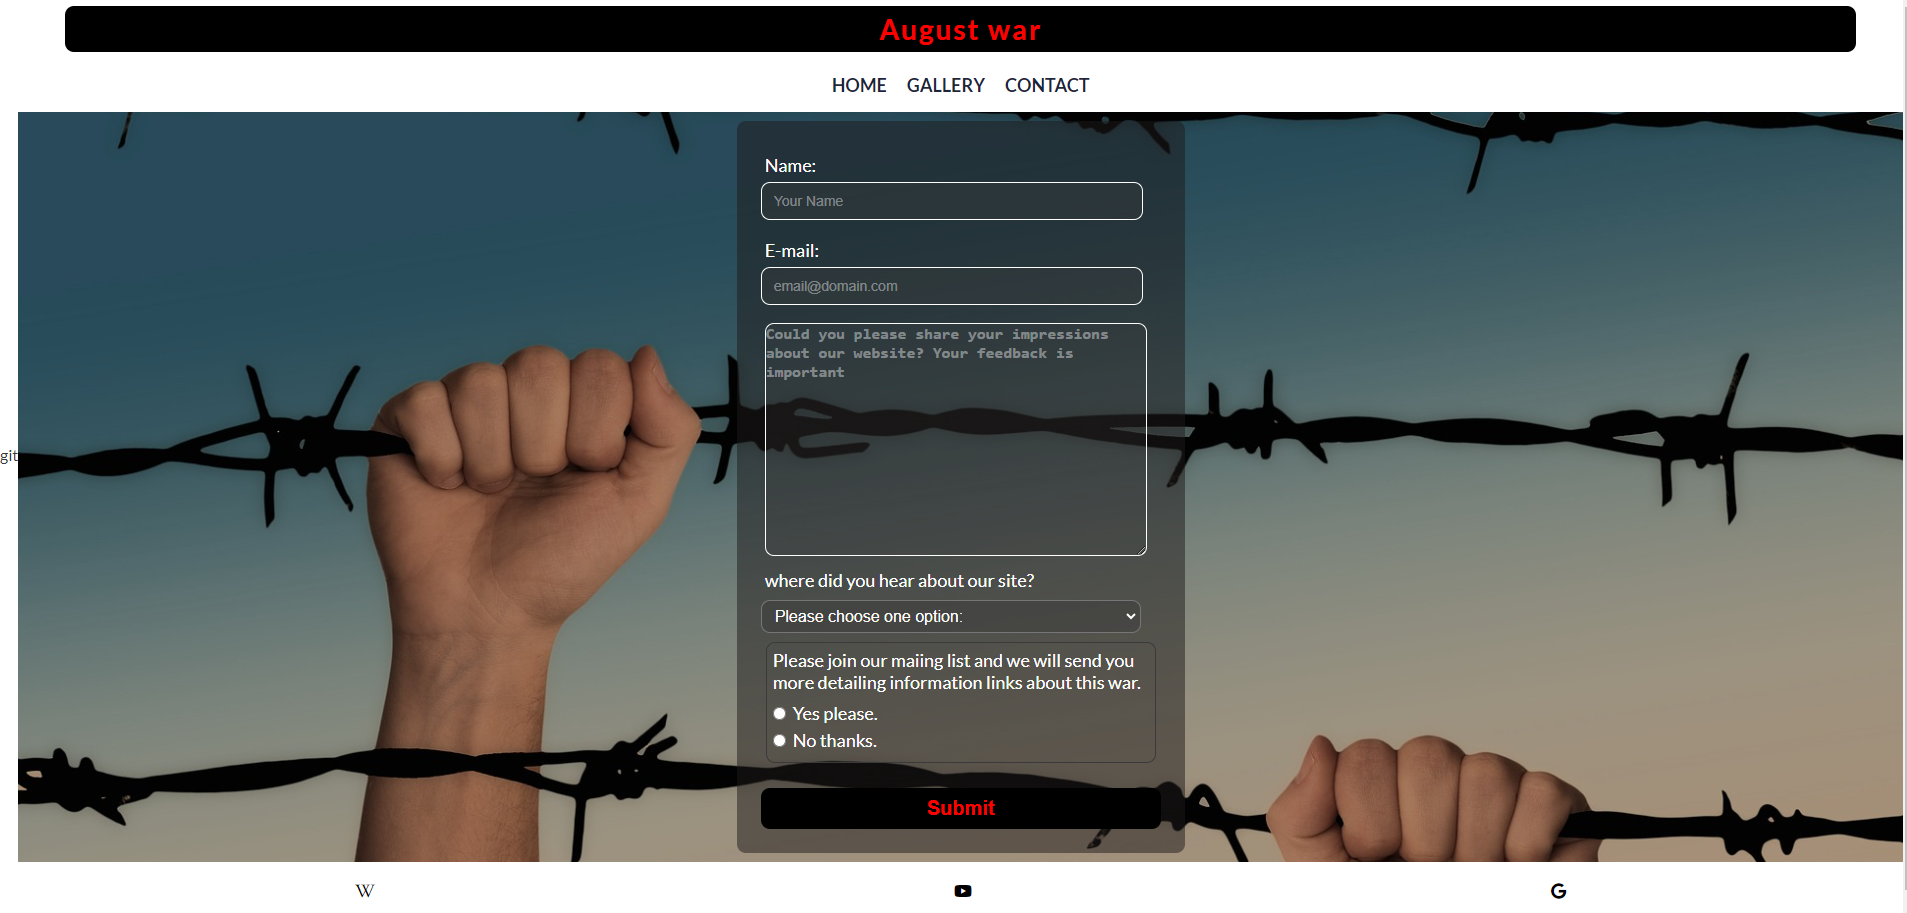 August war
HOME GALLERY CONTACT
Name:
Your Name
E-mail:
email@domain.com
Could you please share your impressions
about our website? Your feedback is
important
git
where did you hear about our site?
Please choose one option:
Please join our maiing list and we will send you
more detailing information links about this war.
Yes please.
No thanks.
Submit
W
G